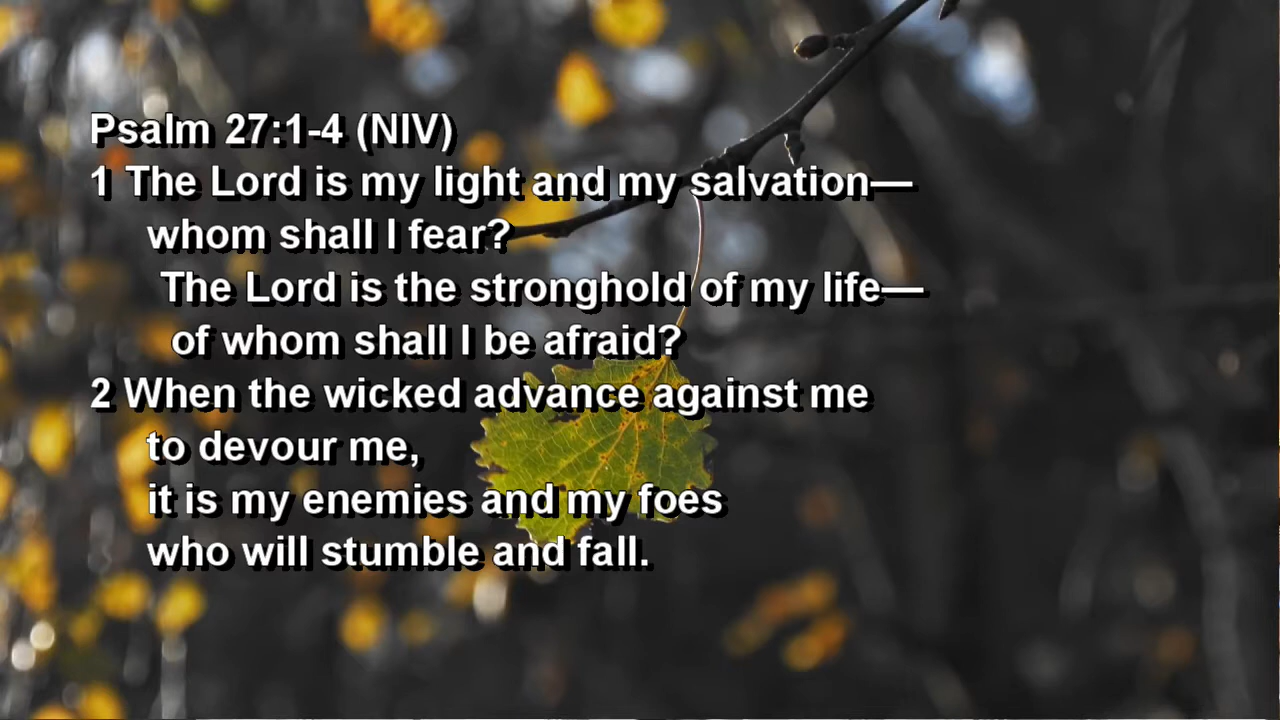 Psalm 27:1-4 (NIV)
1 The Lord is my light and my salvation—
whom shall I fear?
The Lord is the stronghold of my life—
of whom shall I be afraid?
2 When the wicked advance against me
to devour me,
it is my enemies and my foes
who will stumble and fall.